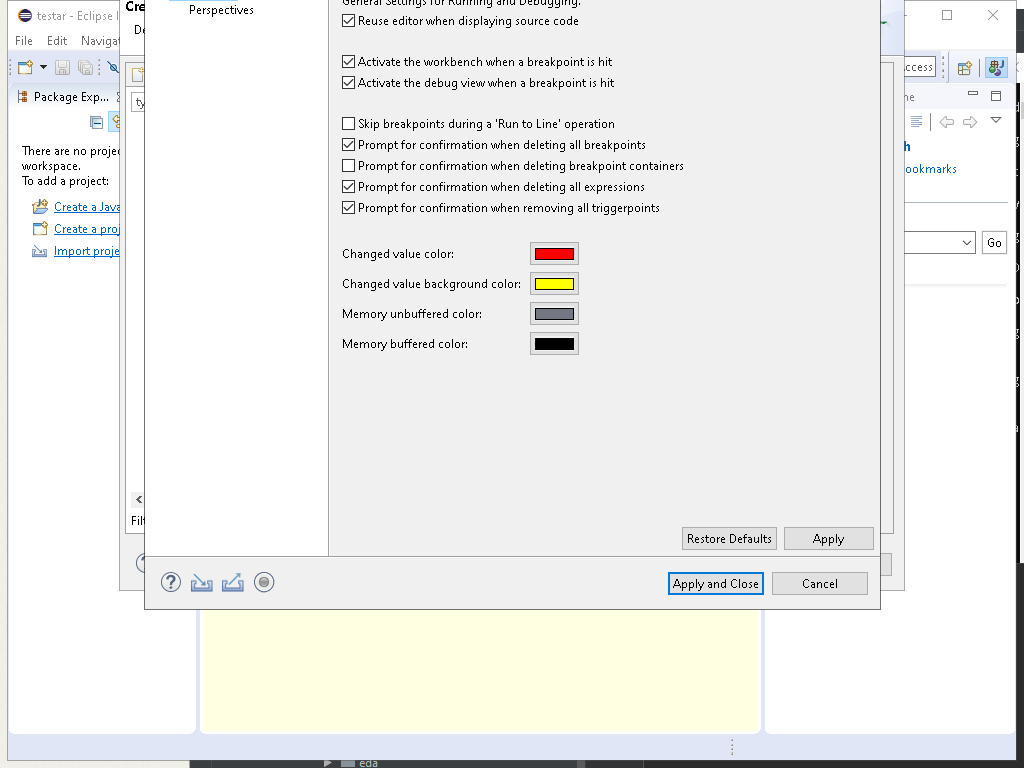 Perspectives
General Settings for Running and Debugging.
Reuse editor when displaying source code
Activate the workbench when a breakpoint is hit
Activate the debug view when a breakpoint is hit
Skip breakpoints during a 'Run to Line' operation
Prompt for confirmation when deleting all breakpoints
Prompt for confirmation when deleting breakpoint containers
Prompt for confirmation when deleting all expressions
Prompt for confirmation when removing all triggerpoints
Changed value color:
Changed value background color:
Memory unbuffered color:
Memory buffered color:
Restore Defaults
Apply
Apply and Close
Cancel
testar - Eclipse I
File Edit Navigat
Package Exp...
There are no proje
workspace.
To add a project:
Create a Java
Create a proj
Import proje
Cre
De
ty
Filt
ccess
ne
h
ookmarks
Go
eda